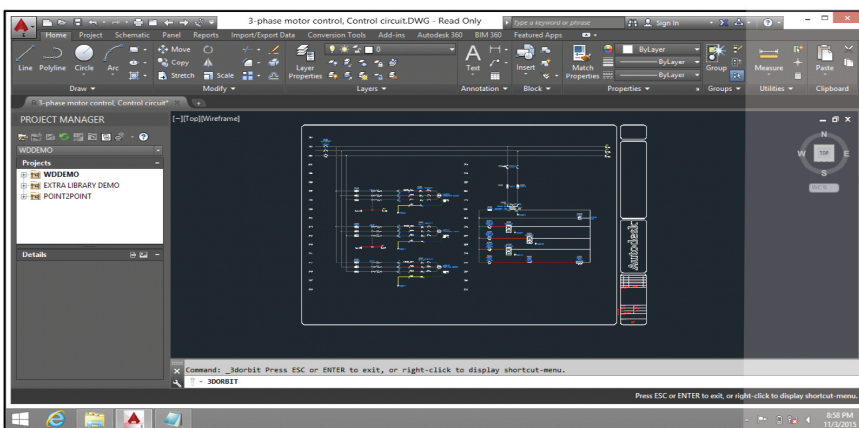 3-phase motor control, Control circuit.DWG - Read Only
Type a keyword or phrase
Sign In
Home Project Schematic Panel Reports Import/Export Data Conversion Tools Add-ins Autodesk 360 BIM 360 Featured Apps
Line Polyline Circle Arc
Move
Copy
Stretch Scale
Layer Properties
0
Text
Insert
Match Properties
ByLayer
ByLayer
ByLayer
Group
Measure
Paste
Draw Modify Layers Annotation Block Properties Groups Utilities Clipboard
3-phase motor control, Control circuit*
PROJECT MANAGER
[−][Top][Wireframe]
WDDEMO
Projects
WDDEMO
EXTRA LIBRARY DEMO
POINT2POINT
Details
N
W TOP E
S
WCS
Autodesk
Command: _3dorbit Press ESC or ENTER to exit, or right-click to display shortcut-menu.
- 3DORBIT
Press ESC or ENTER to exit, or right-click to display shortcut-menu.
8:58 PM
11/3/2015